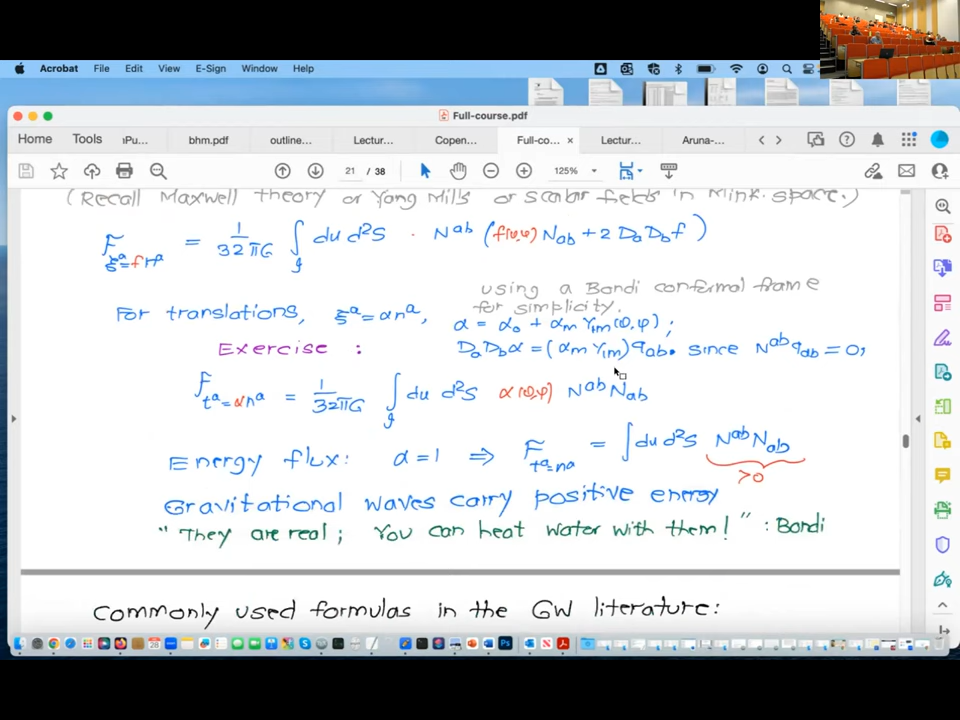 Acrobat File Edit View E-Sign Window Help
Full-course.pdf
Home Tools ıPu... bhm.pdf outline... Lectur... Copen... Full-co... × Lectur... Aruna-...
21 / 38 125%
(Recall Maxwell theory or Yang Mills or scalar fields in Mink. space.)
F_{ξ^a=fn^a} = 1/32πG ∫_𝓘 du d²S · N^{ab} (f(θ,φ) N_{ab} + 2 D_a D_b f)
using a Bondi conformal frame
for simplicity.
For translations, ξ^a = αn^a, α = α_0 + α_m Y_{1m}(θ,φ);
Exercise : D_a D_b α = (α_m Y_{1m}) q_{ab}. since N^{ab} q_{ab} = 0,
F_{t^a=αn^a} = 1/32πG ∫_𝓘 du d²S α(θ,φ) N^{ab} N_{ab}
Energy flux: α=1 ⇒ F_{t^a=n^a} = ∫ du d²S N^{ab} N_{ab}
>0
Gravitational waves carry positive energy
"They are real; You can heat water with them!" : Bondi
commonly used formulas in the GW literature: